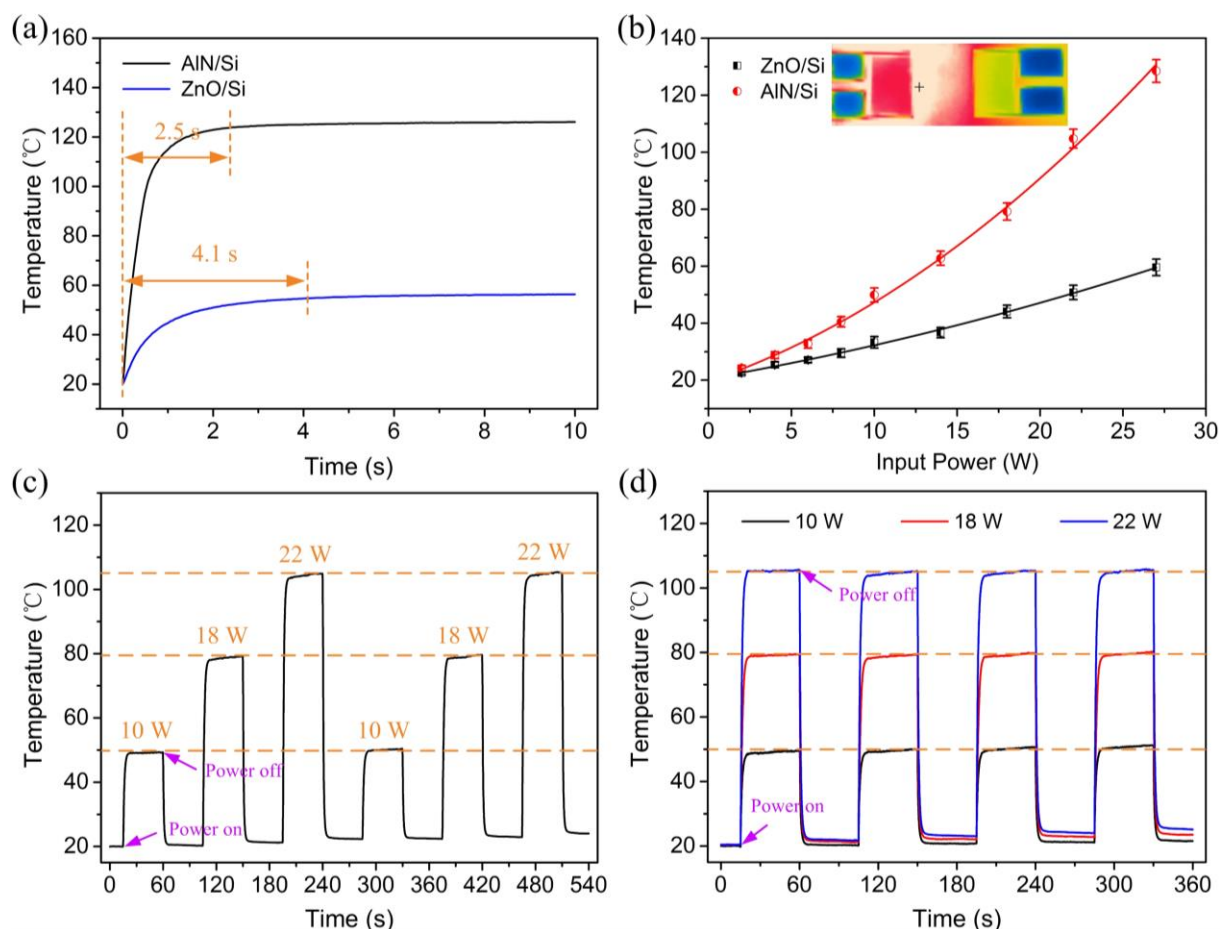 (a)
160
140
120
100
80
60
40
20
Temperature (℃)
AlN/Si
ZnO/Si
2.5 s
4.1 s
0 2 4 6 8 10
Time (s)
(b)
140
120
100
80
60
40
20
Temperature (℃)
ZnO/Si
AlN/Si
0 5 10 15 20 25 30
Input Power (W)
(c)
120
100
80
60
40
20
Temperature (℃)
10 W
18 W
22 W
10 W
18 W
22 W
Power off
Power on
0 60 120 180 240 300 360 420 480 540
Time (s)
(d)
120
100
80
60
40
20
Temperature (℃)
10 W 18 W 22 W
Power off
Power on
0 60 120 180 240 300 360
Time (s)